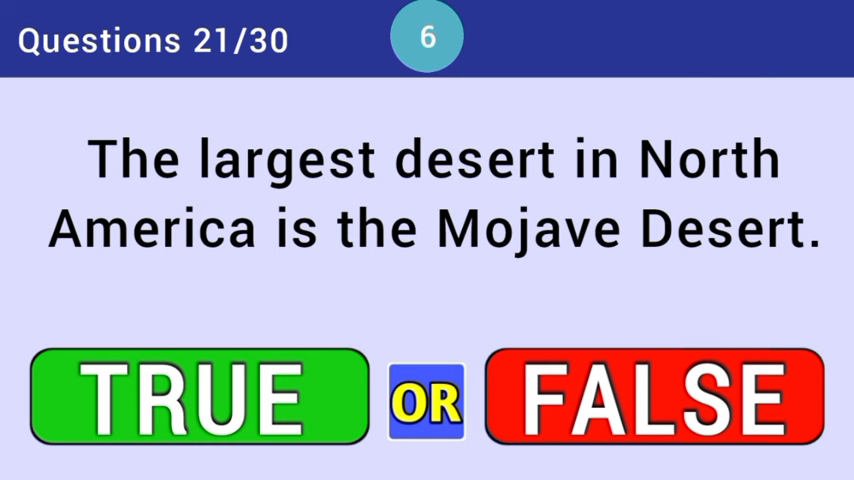 Questions 21/30
6
The largest desert in North
America is the Mojave Desert.
TRUE OR FALSE